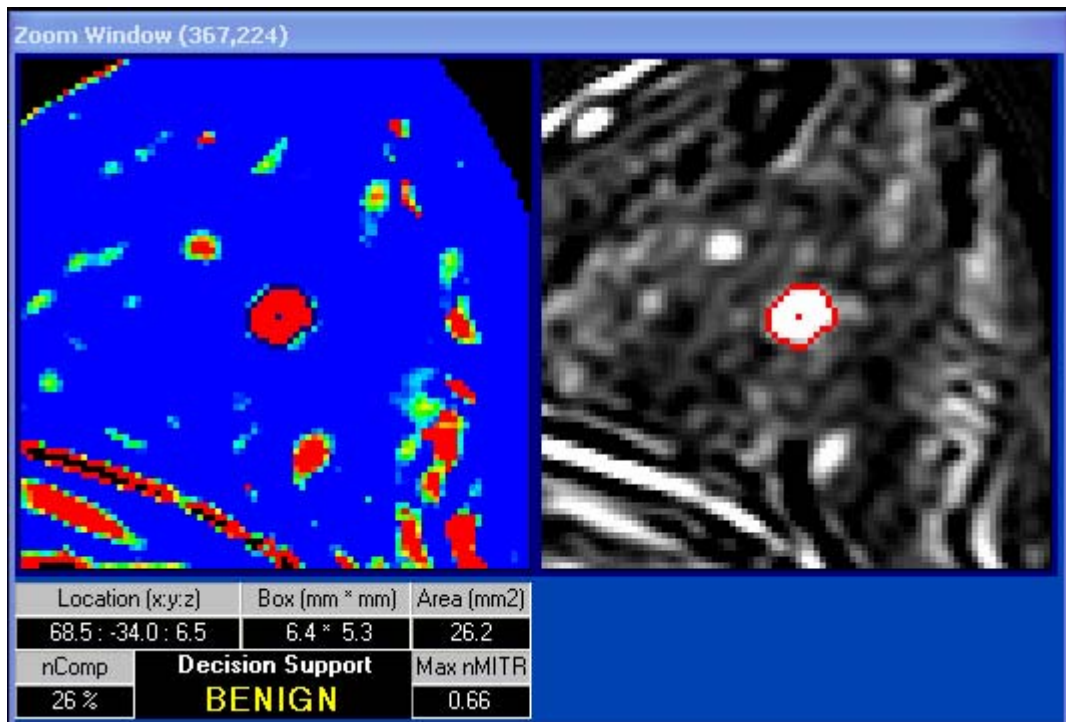 Zoom Window (367,224)
Location (x:y:z) Box (mm * mm) Area (mm2)
68.5 : -34.0 : 6.5 6.4 * 5.3 26.2
nComp Decision Support Max nMITR
26 % BENIGN 0.66